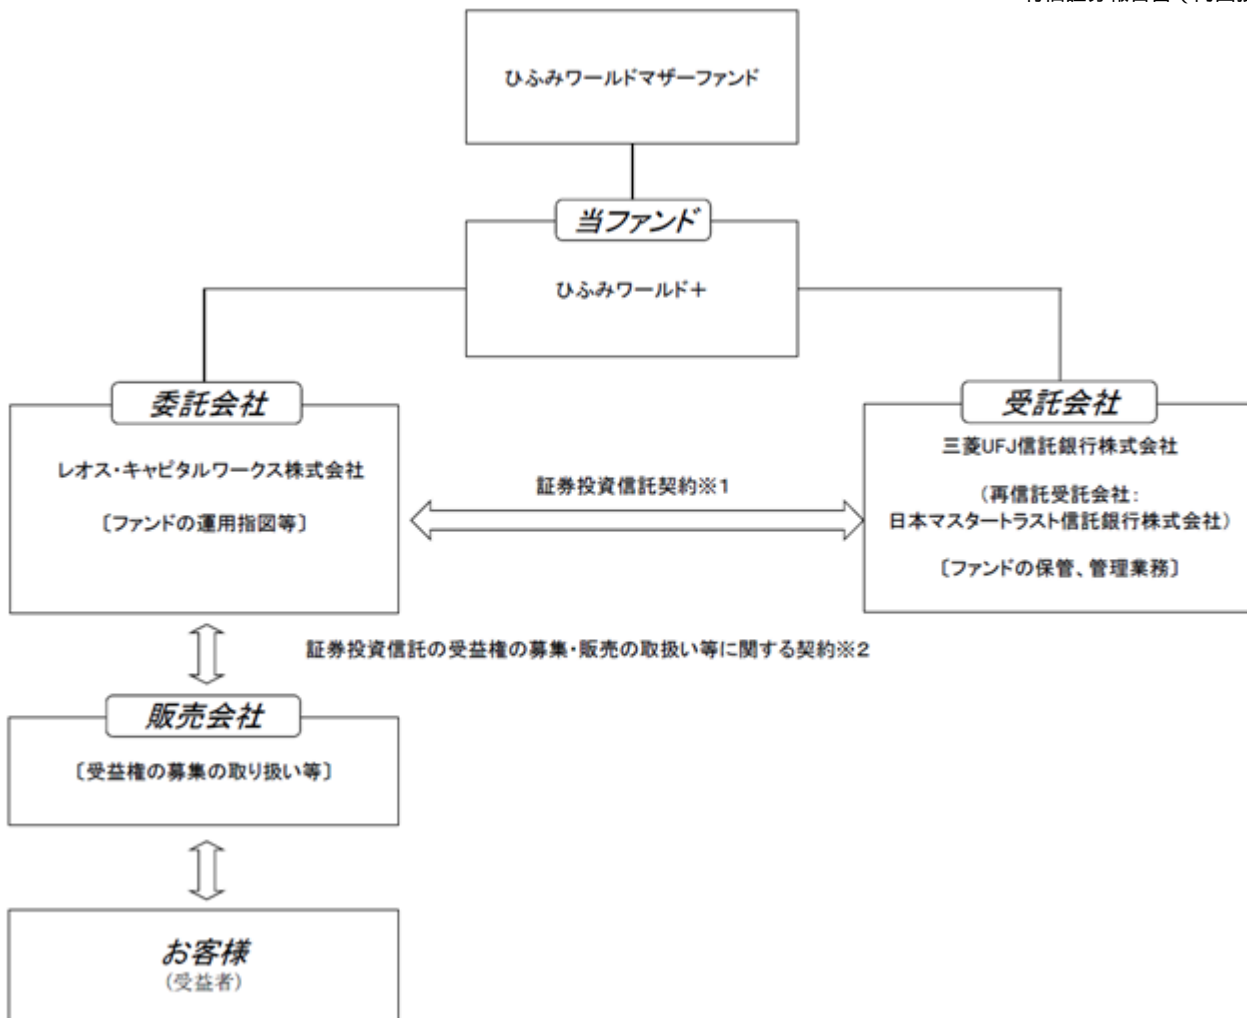 ひふみワールドマザーファンド
当ファンド
ひふみワールド＋
委託会社
レオス・キャピタルワークス株式会社
〔ファンドの運用指図等〕
証券投資信託契約※1
受託会社
三菱UFJ信託銀行株式会社
（再信託受託会社：
日本マスタートラスト信託銀行株式会社）
〔ファンドの保管、管理業務〕
証券投資信託の受益権の募集・販売の取扱い等に関する契約※2
販売会社
〔受益権の募集の取り扱い等〕
お客様
（受益者）